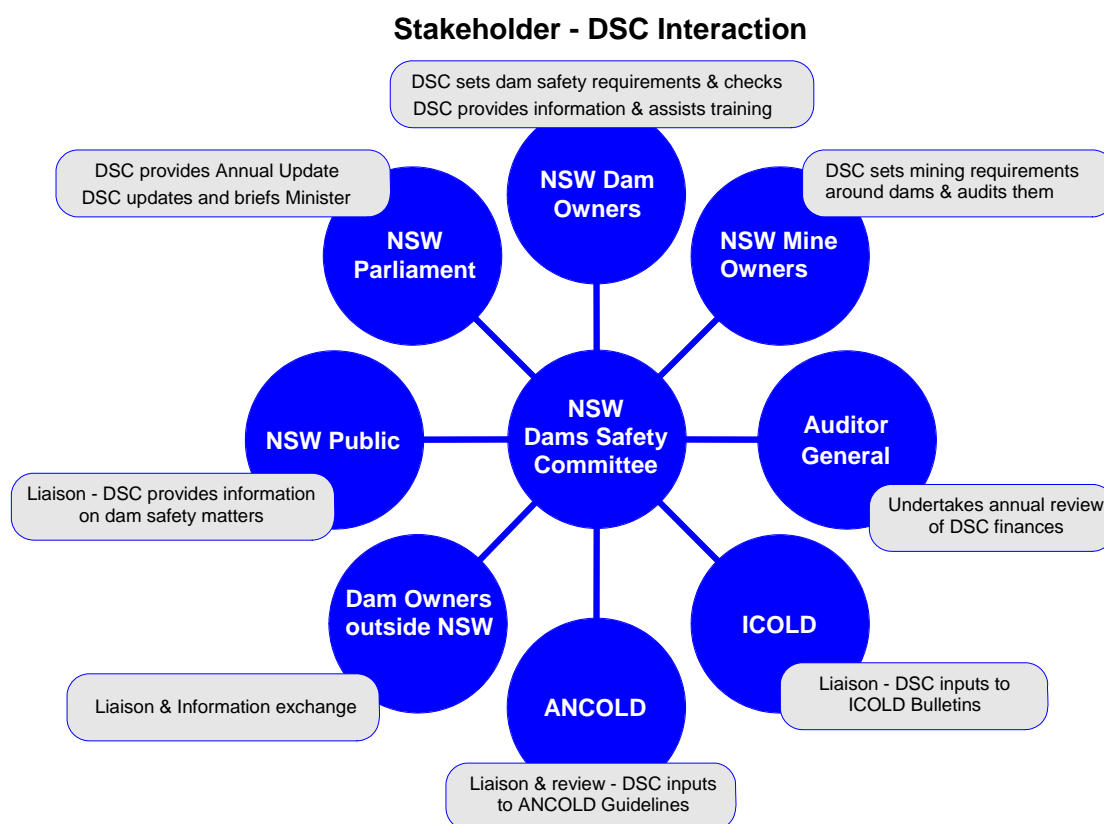 Stakeholder - DSC Interaction
DSC sets dam safety requirements & checks
DSC provides information & assists training
NSW Dam
Owners
DSC provides Annual Update
DSC updates and briefs Minister
NSW
Parliament
DSC sets mining requirements
around dams & audits them
NSW Mine
Owners
NSW Public
Liaison - DSC provides information
on dam safety matters
NSW
Dams Safety
Committee
Auditor
General
Undertakes annual review
of DSC finances
Dam Owners
outside NSW
Liaison & Information exchange
ANCOLD
Liaison & review - DSC inputs
to ANCOLD Guidelines
ICOLD
Liaison - DSC inputs to
ICOLD Bulletins